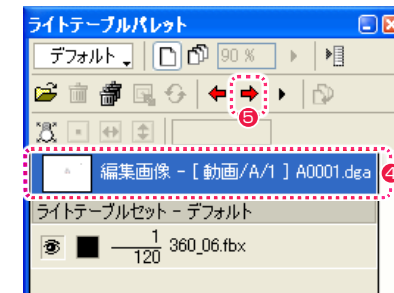 ライトテーブルパレット
デフォルト 90 %
5
編集画像 - [ 動画/A/1 ] A0001.dga 4
ライトテーブルセット - デフォルト
1
120 360_06.fbx